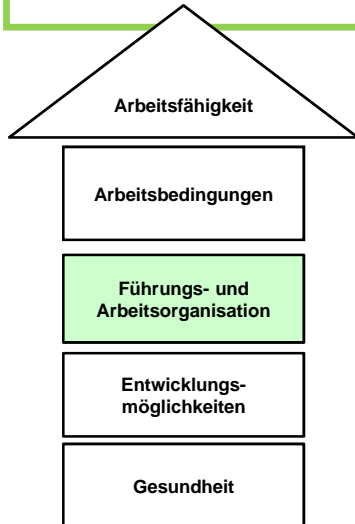 Arbeitsfähigkeit
Arbeitsbedingungen
Führungs- und
Arbeitsorganisation
Entwicklungs-
möglichkeiten
Gesundheit